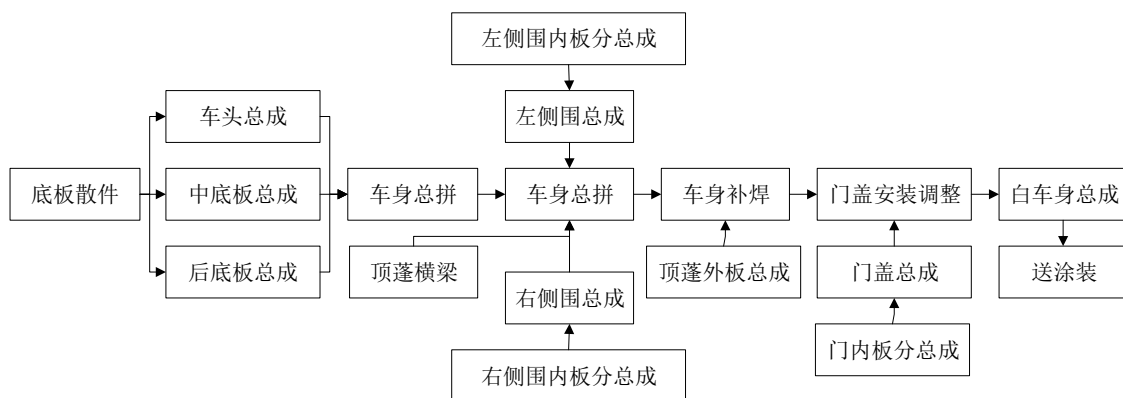 左侧围内板分总成
车头总成
左侧围总成
底板散件
中底板总成
车身总拼
车身总拼
车身补焊
门盖安装调整
白车身总成
后底板总成
顶蓬横梁
右侧围总成
顶蓬外板总成
门盖总成
送涂装
门内板分总成
右侧围内板分总成